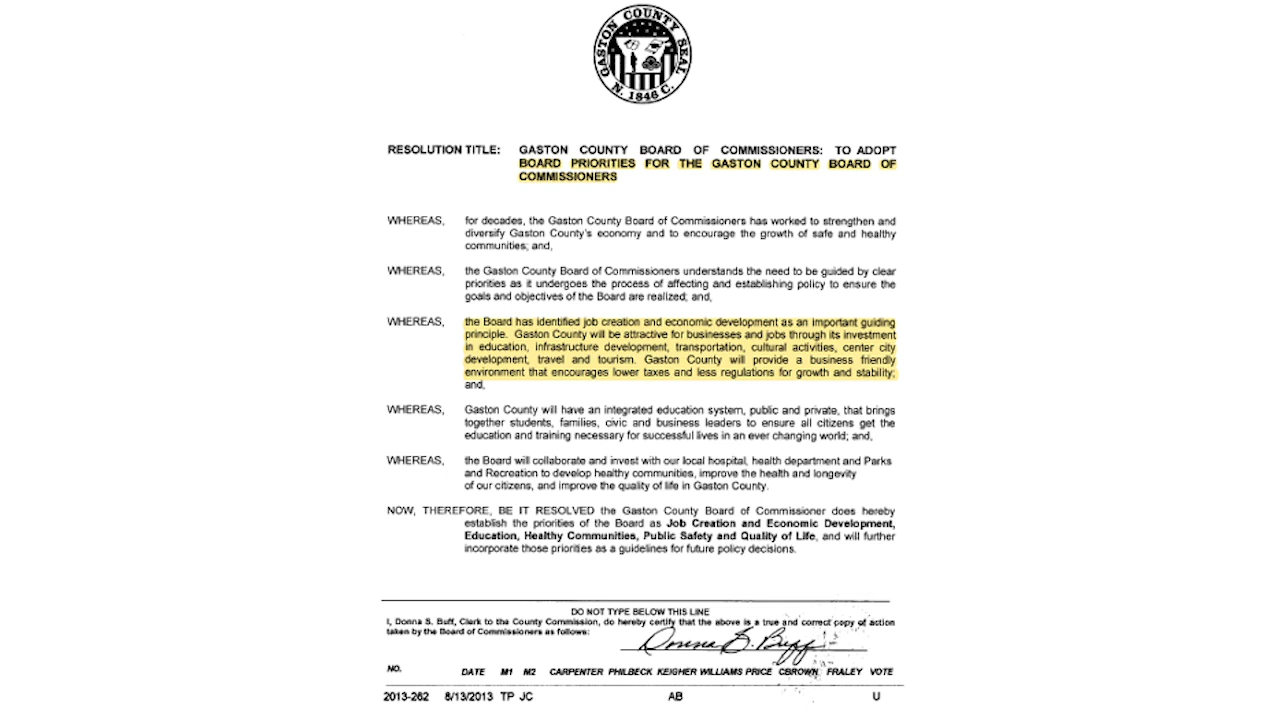 GASTON COUNTY SEAL
N. 1846 C.
RESOLUTION TITLE: GASTON COUNTY BOARD OF COMMISSIONERS: TO ADOPT
BOARD PRIORITIES FOR THE GASTON COUNTY BOARD OF
COMMISSIONERS
WHEREAS, for decades, the Gaston County Board of Commissioners has worked to strengthen and
diversify Gaston County's economy and to encourage the growth of safe and healthy
communities; and,
WHEREAS, the Gaston County Board of Commissioners understands the need to be guided by clear
priorities as it undergoes the process of affecting and establishing policy to ensure the
goals and objectives of the Board are realized; and,
WHEREAS, the Board has identified job creation and economic development as an important guiding
principle. Gaston County will be attractive for businesses and jobs through its investment
in education, infrastructure development, transportation, cultural activities, center city
development, travel and tourism. Gaston County will provide a business friendly
environment that encourages lower taxes and less regulations for growth and stability;
and,
WHEREAS, Gaston County will have an integrated education system, public and private, that brings
together students, families, civic and business leaders to ensure all citizens get the
education and training necessary for successful lives in an ever changing world; and,
WHEREAS, the Board will collaborate and invest with our local hospital, health department and Parks
and Recreation to develop healthy communities, improve the health and longevity
of our citizens, and improve the quality of life in Gaston County.
NOW, THEREFORE, BE IT RESOLVED the Gaston County Board of Commissioner does hereby
establish the priorities of the Board as Job Creation and Economic Development,
Education, Healthy Communities, Public Safety and Quality of Life, and will further
incorporate those priorities as a guidelines for future policy decisions.
DO NOT TYPE BELOW THIS LINE
I, Donna S. Buff, Clerk to the County Commission, do hereby certify that the above is a true and correct copy of action
taken by the Board of Commissioners as follows:
Donna S. Buff
NO. DATE M1 M2 CARPENTER PHILBECK KEIGHER WILLIAMS PRICE CBROWN FRALEY VOTE
2013-262 8/13/2013 TP JC AB U